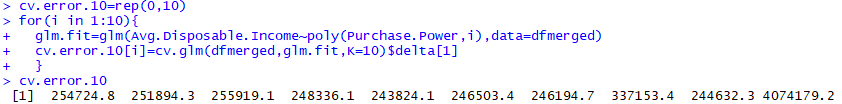 > cv.error.10=rep(0,10)
> for(i in 1:10){
+   glm.fit=glm(Avg.Disposable.Income~poly(Purchase.Power,i),data=dfmerged)
+   cv.error.10[i]=cv.glm(dfmerged,glm.fit,K=10)$delta[1]
+   }
> cv.error.10
 [1]  254724.8  251894.3  255919.1  248336.1  243824.1  246503.4  246194.7  337153.4  244632.3 4074179.2